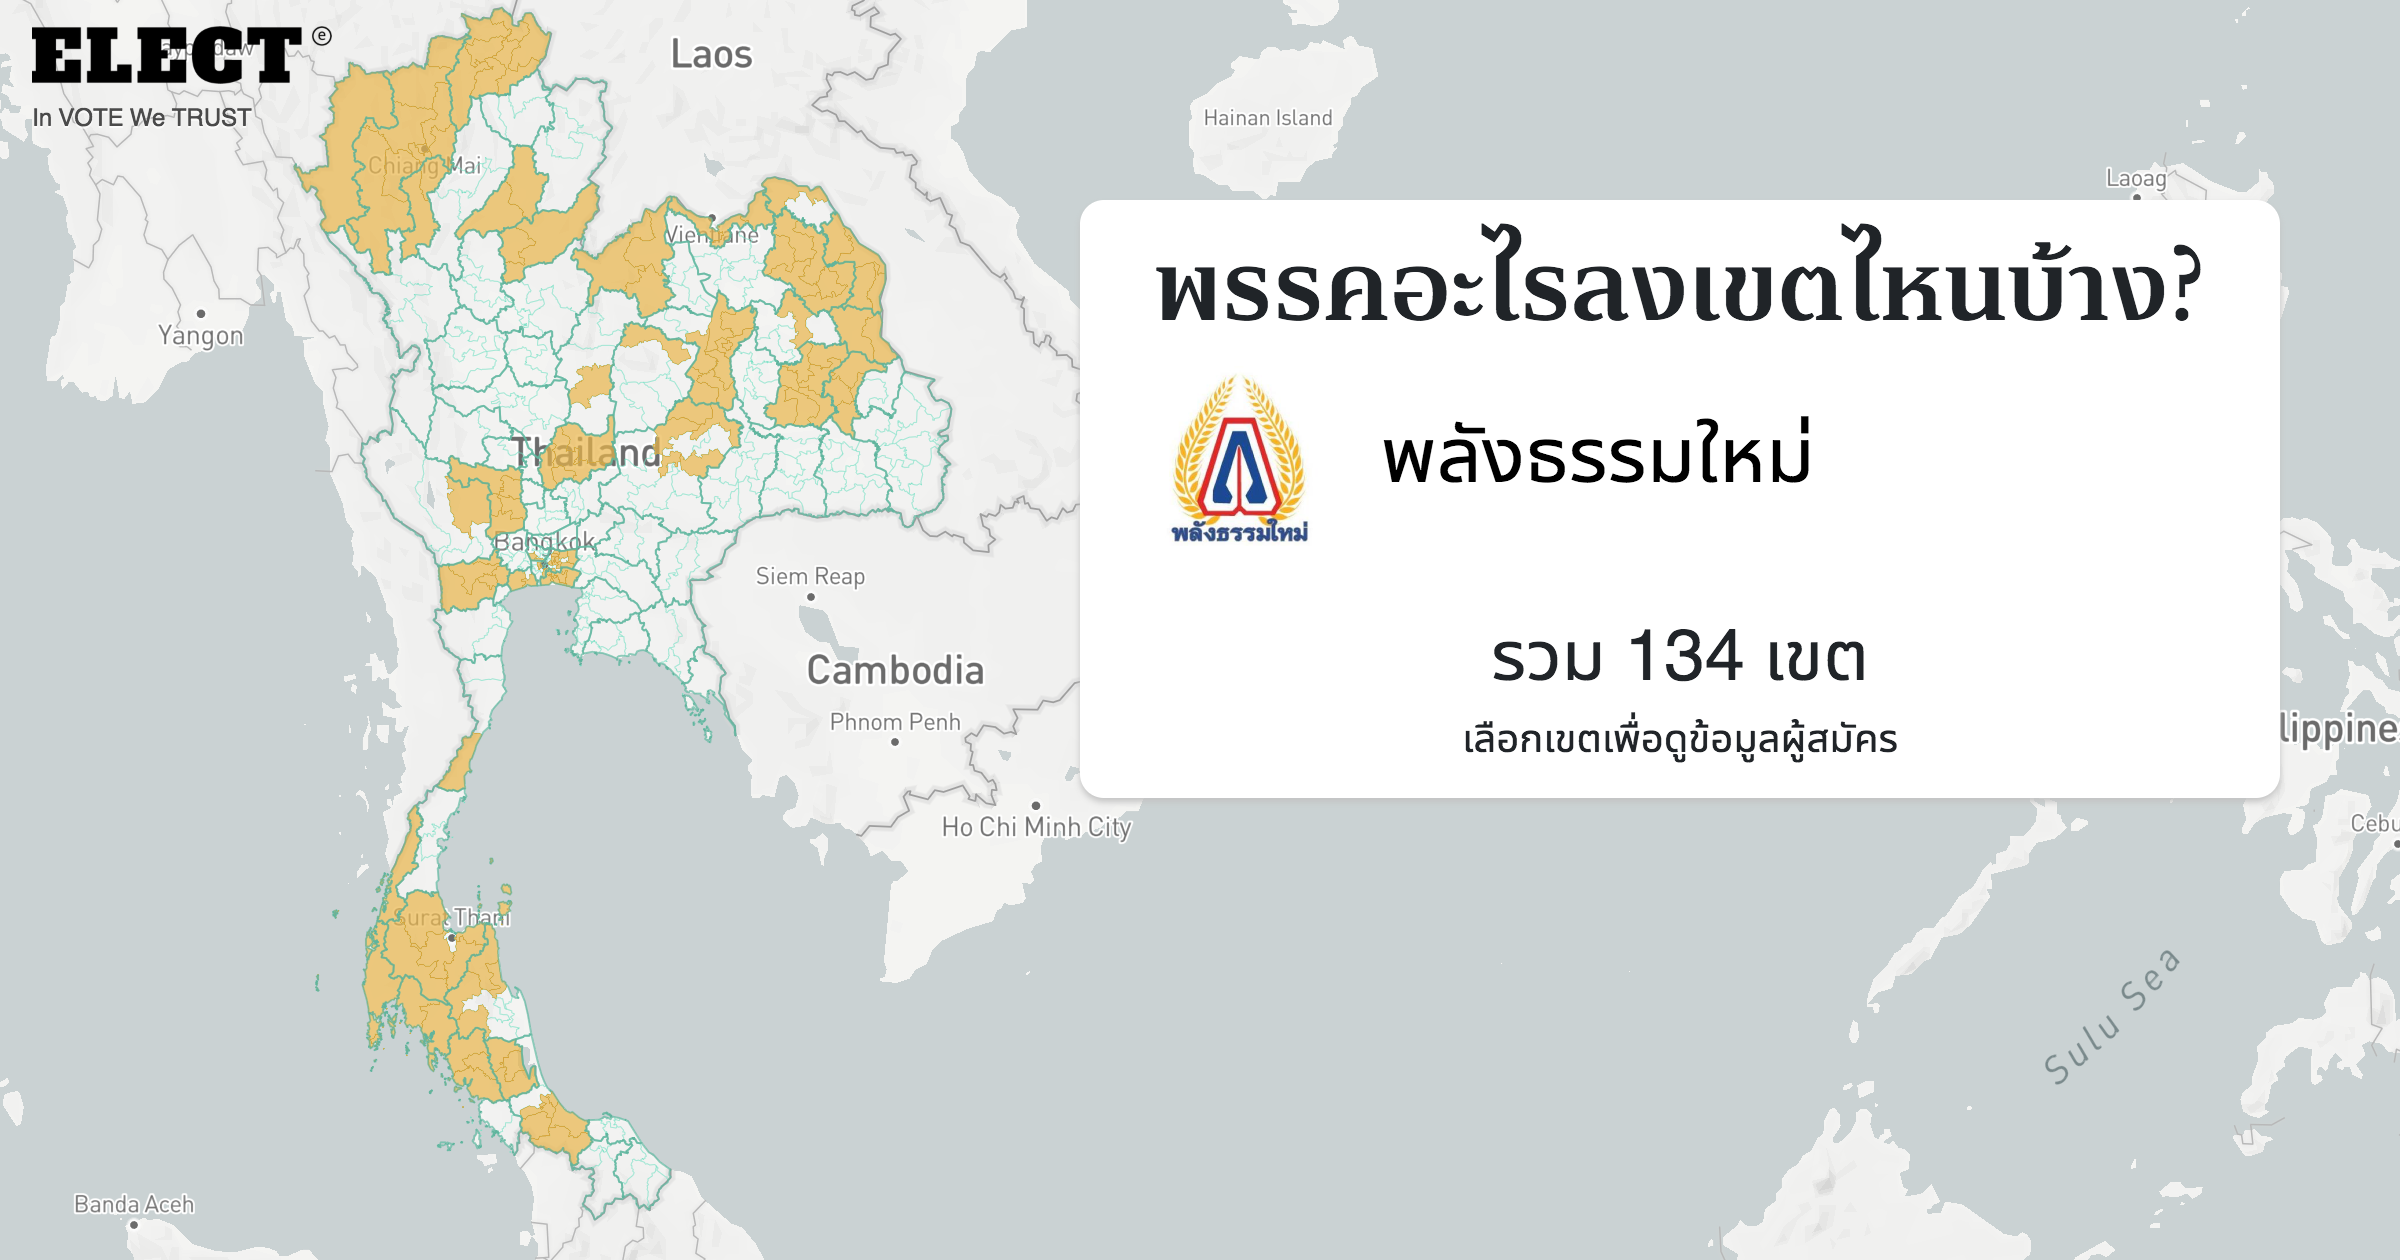 ELECT ⓔ
In VOTE We TRUST
Laos
Hainan Island
Laoag
Chiang Mai
Vientiane
Yangon
พรรคอะไรลงเขตไหนบ้าง?
พลังธรรมใหม่
พลังธรรมใหม่
Thailand
Bangkok
Siem Reap
Cambodia
Phnom Penh
รวม 134 เขต
เลือกเขตเพื่อดูข้อมูลผู้สมัคร
lippine
Ho Chi Minh City
Cebu
Surat Thani
Sulu Sea
Banda Aceh